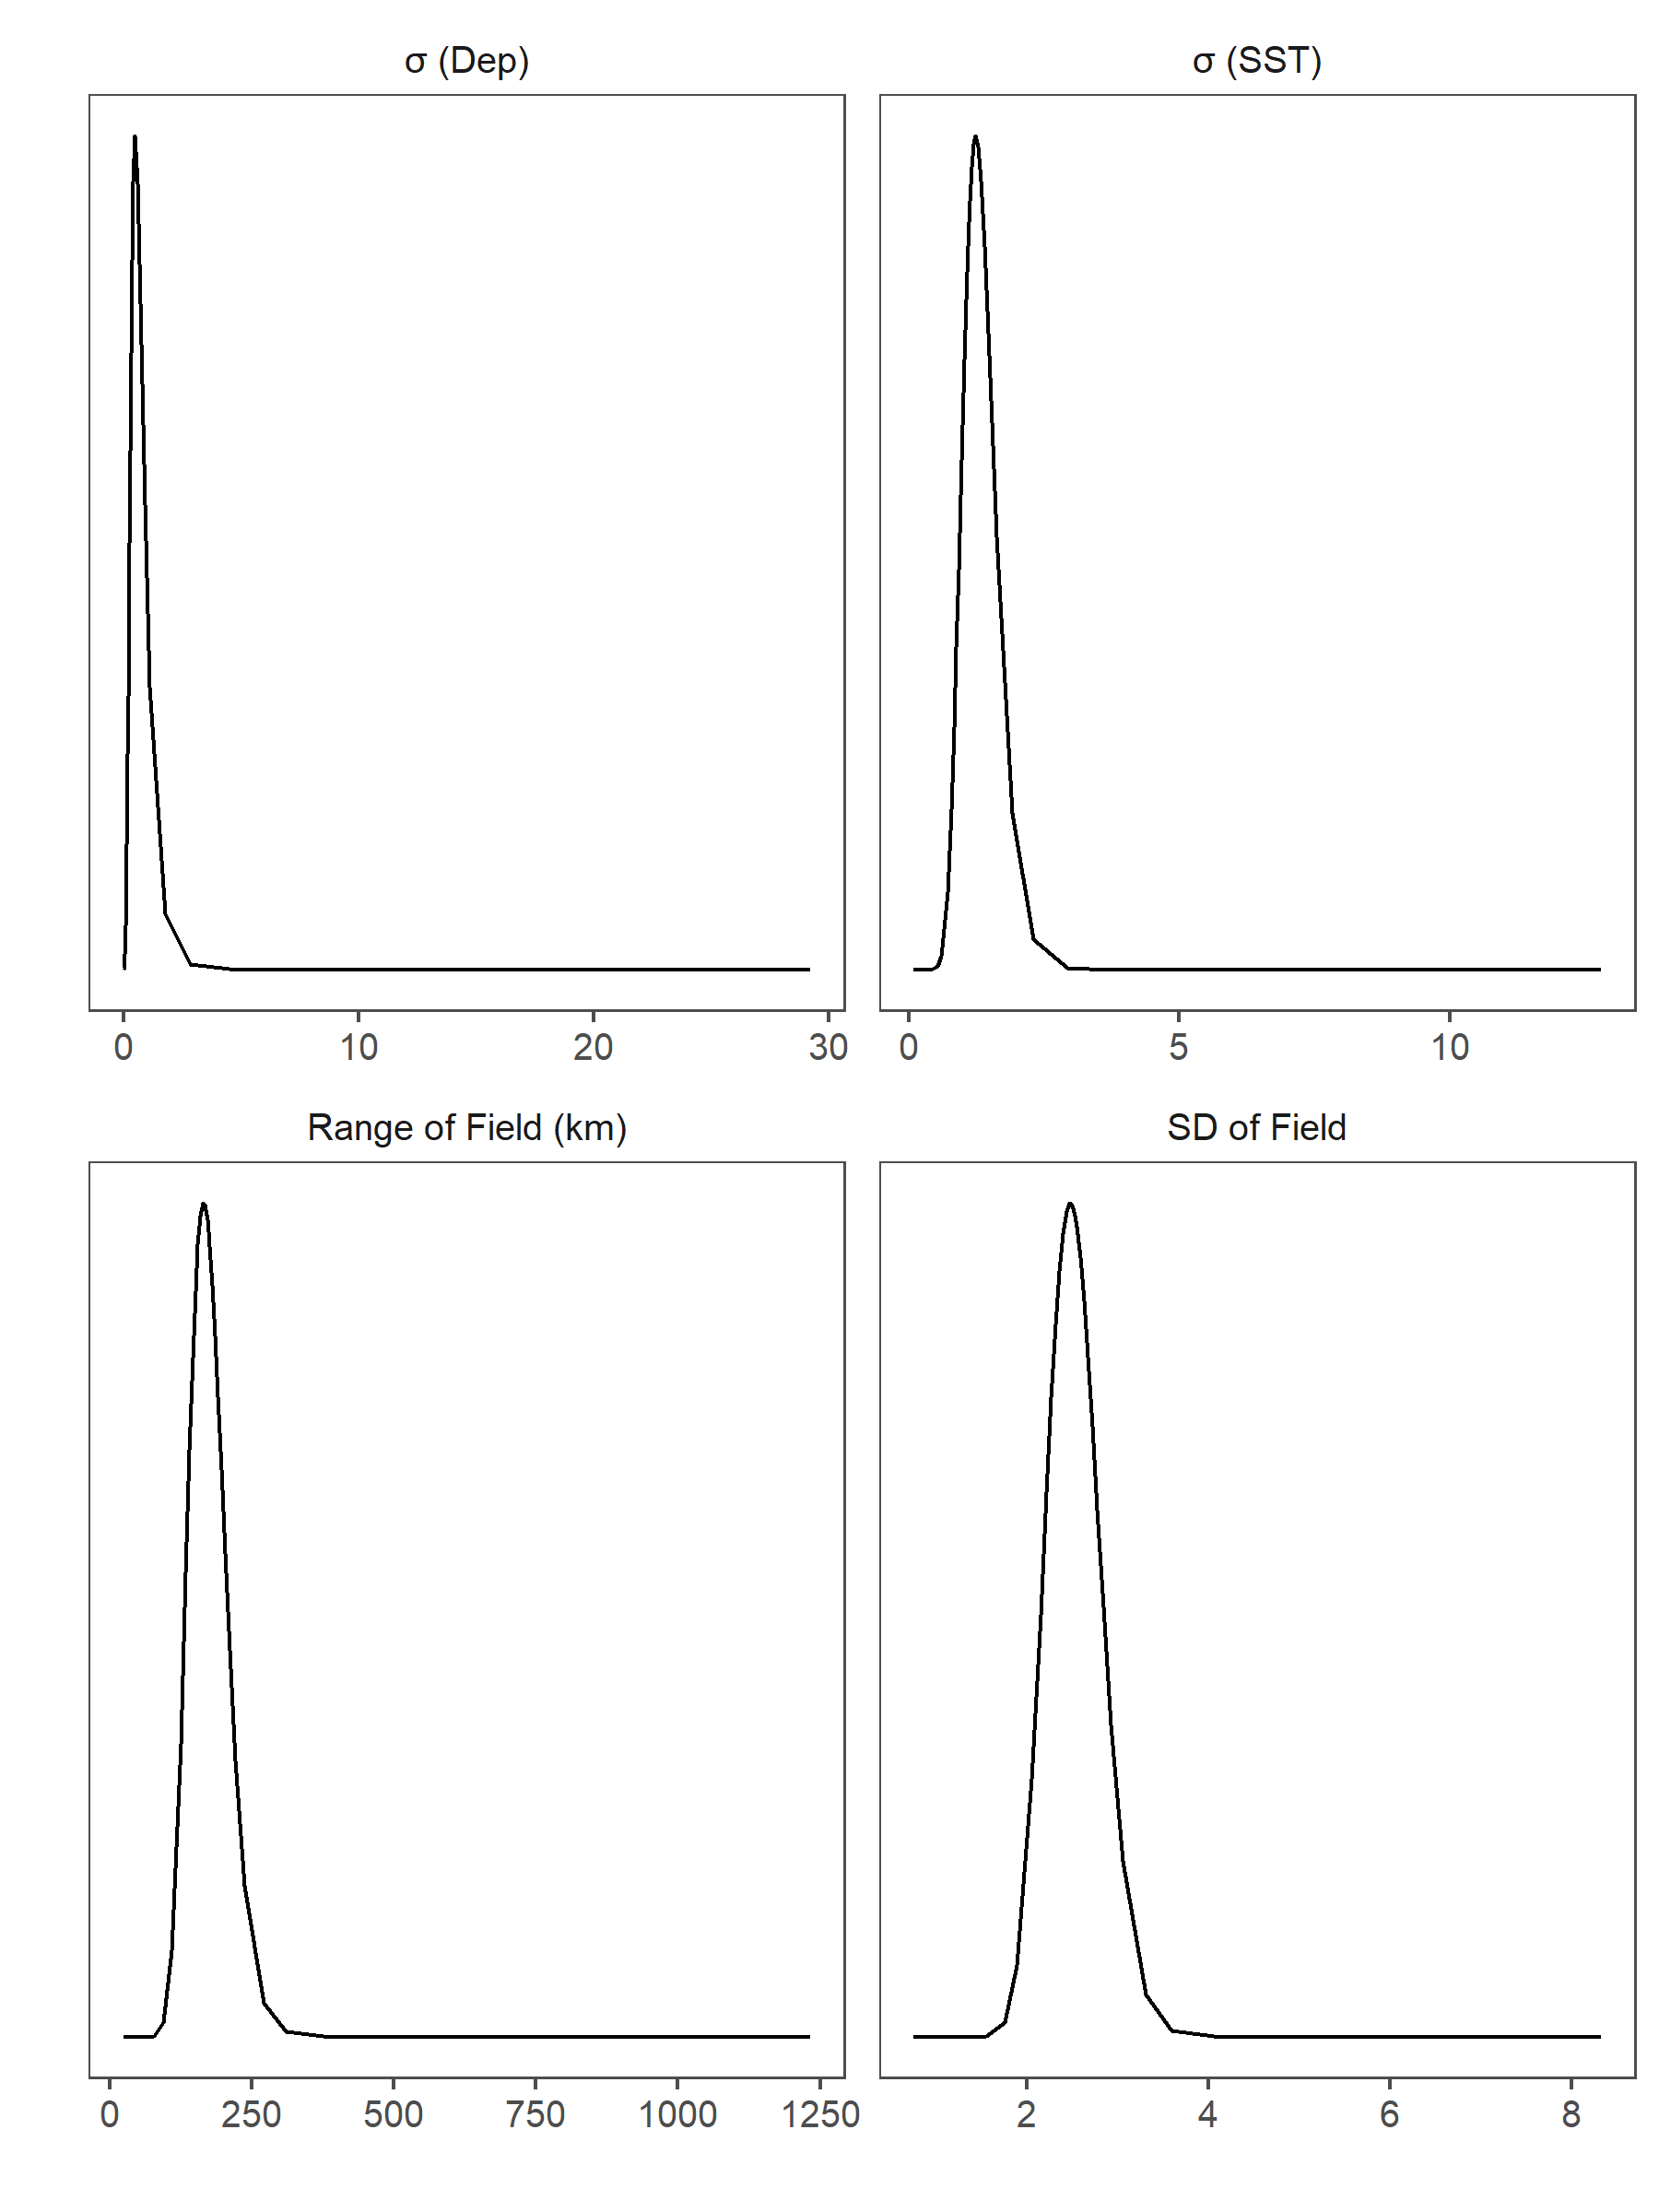 σ (Dep)
σ (SST)
0 10 20 30
0 5 10
Range of Field (km)
SD of Field
0 250 500 750 1000 1250
2 4 6 8